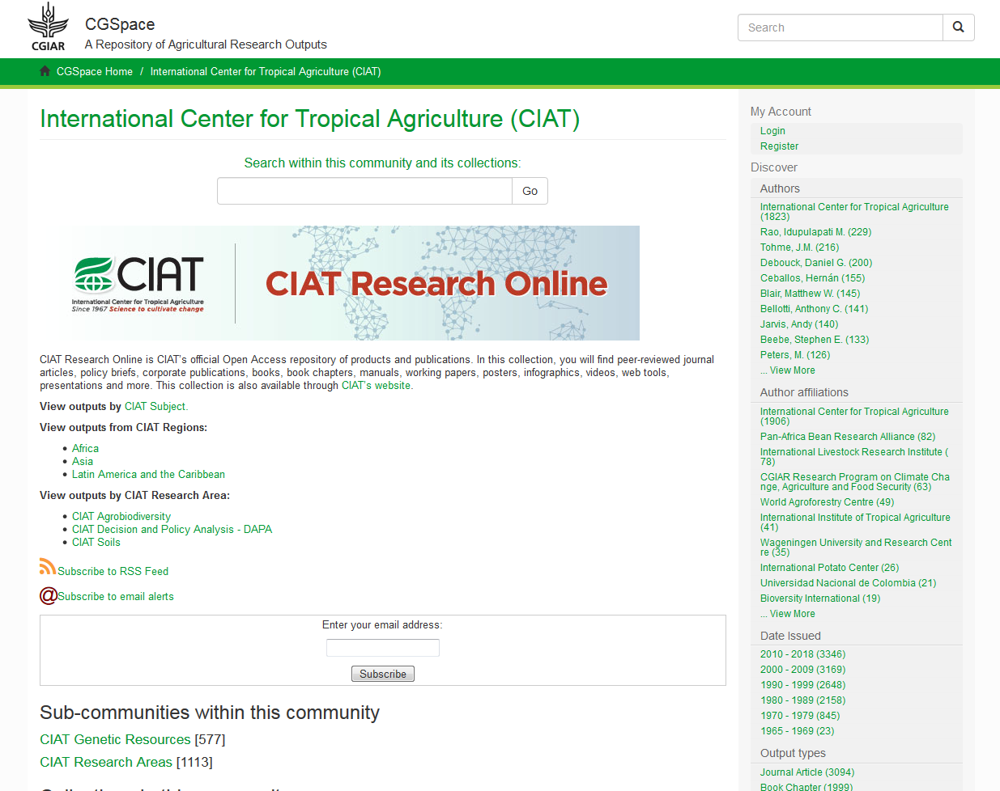 CGIAR
CGSpace
A Repository of Agricultural Research Outputs
Search
CGSpace Home / International Center for Tropical Agriculture (CIAT)
International Center for Tropical Agriculture (CIAT)
Search within this community and its collections:
Go
CIAT
International Center for Tropical Agriculture
Since 1967 Science to cultivate change
CIAT Research Online
CIAT Research Online is CIAT's official Open Access repository of products and publications. In this collection, you will find peer-reviewed journal
articles, policy briefs, corporate publications, books, book chapters, manuals, working papers, posters, infographics, videos, web tools,
presentations and more. This collection is also available through CIAT's website.
View outputs by CIAT Subject.
View outputs from CIAT Regions:
Africa
Asia
Latin America and the Caribbean
View outputs by CIAT Research Area:
CIAT Agrobiodiversity
CIAT Decision and Policy Analysis - DAPA
CIAT Soils
Subscribe to RSS Feed
@Subscribe to email alerts
Enter your email address:
Subscribe
Sub-communities within this community
CIAT Genetic Resources [577]
CIAT Research Areas [1113]
My Account
Login
Register
Discover
Authors
International Center for Tropical Agriculture
(1823)
Rao, Idupulapati M. (229)
Tohme, J.M. (216)
Debouck, Daniel G. (200)
Ceballos, Hernán (155)
Blair, Matthew W. (145)
Bellotti, Anthony C. (141)
Jarvis, Andy (140)
Beebe, Stephen E. (133)
Peters, M. (126)
... View More
Author affiliations
International Center for Tropical Agriculture
(1906)
Pan-Africa Bean Research Alliance (82)
International Livestock Research Institute (
78)
CGIAR Research Program on Climate Cha
nge, Agriculture and Food Security (63)
World Agroforestry Centre (49)
International Institute of Tropical Agriculture
(41)
Wageningen University and Research Cent
re (35)
International Potato Center (26)
Universidad Nacional de Colombia (21)
Bioversity International (19)
... View More
Date Issued
2010 - 2018 (3346)
2000 - 2009 (3169)
1990 - 1999 (2648)
1980 - 1989 (2158)
1970 - 1979 (845)
1965 - 1969 (23)
Output types
Journal Article (3094)
Book Chapter (1999)